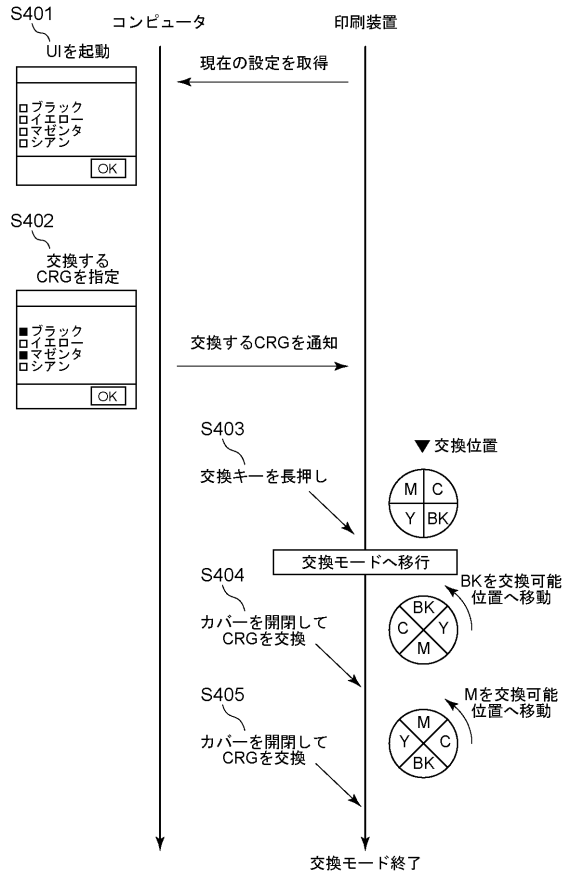 S401
コンピュータ
印刷装置
UIを起動
現在の設定を取得
□ブラック
□イエロー
□マゼンタ
□シアン
OK
S402
交換する
CRGを指定
■ブラック
□イエロー
■マゼンタ
□シアン
OK
交換するCRGを通知
S403
▼交換位置
交換キーを長押し
M C
Y BK
交換モードへ移行
S404
BKを交換可能
位置へ移動
カバーを開閉して
CRGを交換
BK
C Y
M
S405
Mを交換可能
位置へ移動
カバーを開閉して
CRGを交換
M
Y C
BK
交換モード終了